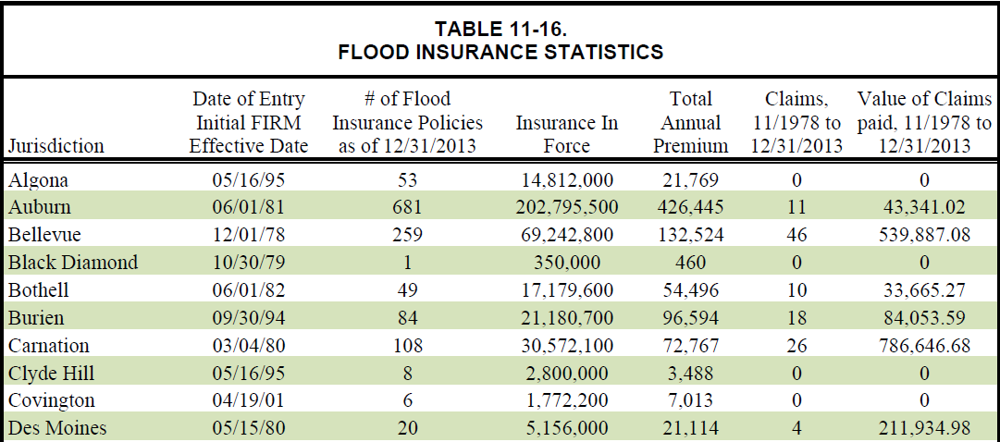 TABLE 11-16.
FLOOD INSURANCE STATISTICS
Date of Entry # of Flood Total Claims, Value of Claims
Initial FIRM Insurance Policies Insurance In Annual 11/1978 to paid, 11/1978 to
Jurisdiction Effective Date as of 12/31/2013 Force Premium 12/31/2013 12/31/2013
Algona 05/16/95 53 14,812,000 21,769 0 0
Auburn 06/01/81 681 202,795,500 426,445 11 43,341.02
Bellevue 12/01/78 259 69,242,800 132,524 46 539,887.08
Black Diamond 10/30/79 1 350,000 460 0 0
Bothell 06/01/82 49 17,179,600 54,496 10 33,665.27
Burien 09/30/94 84 21,180,700 96,594 18 84,053.59
Carnation 03/04/80 108 30,572,100 72,767 26 786,646.68
Clyde Hill 05/16/95 8 2,800,000 3,488 0 0
Covington 04/19/01 6 1,772,200 7,013 0 0
Des Moines 05/15/80 20 5,156,000 21,114 4 211,934.98